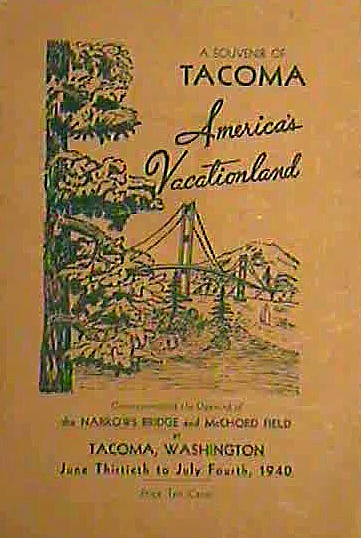 A SOUVENIR OF
TACOMA
America's
Vacationland
Commemorating the Opening of
the NARROWS BRIDGE and McCHORD FIELD
at
TACOMA, WASHINGTON
June Thirtieth to July Fourth, 1940
Price Ten Cents